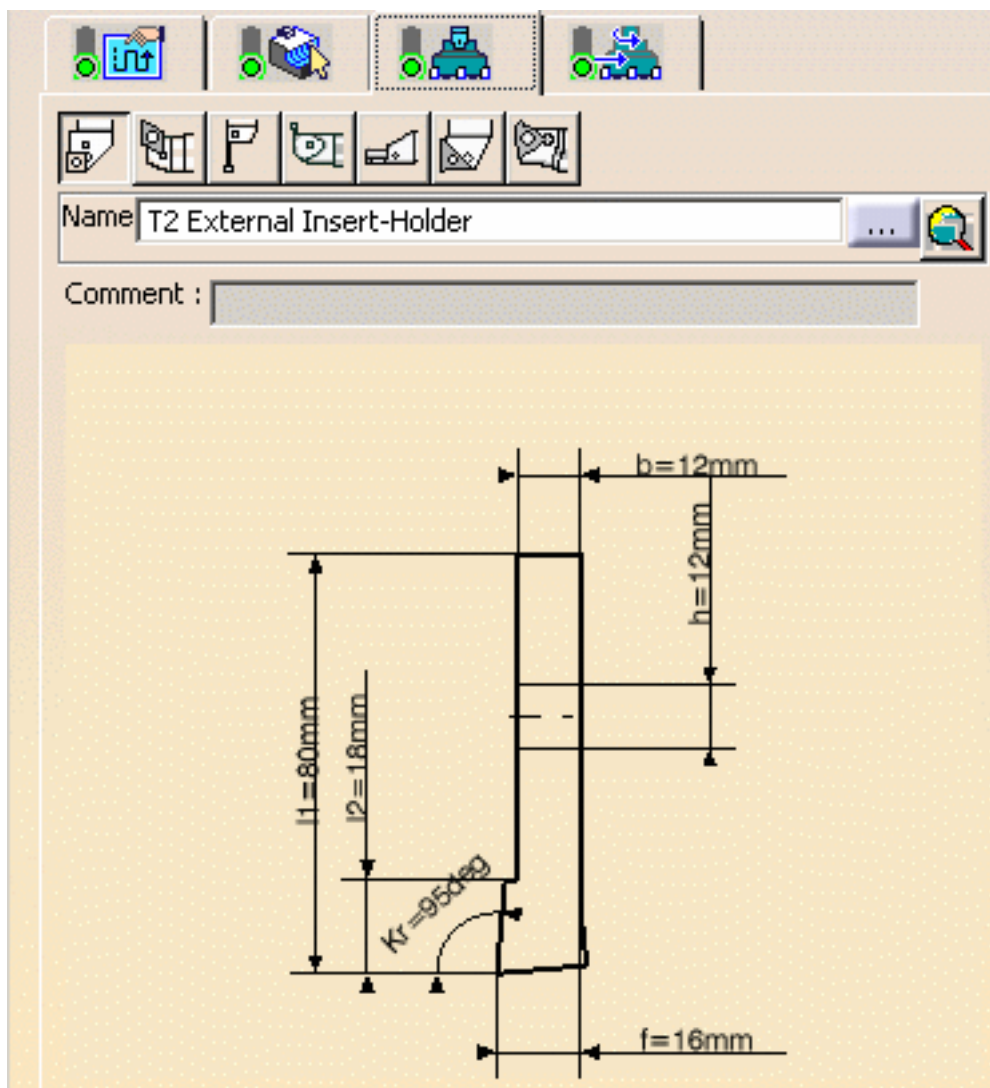 Name T2 External Insert-Holder ...
Comment :
b=12mm
h=12mm
l1=80mm
l2=18mm
Kr=95deg
f=16mm